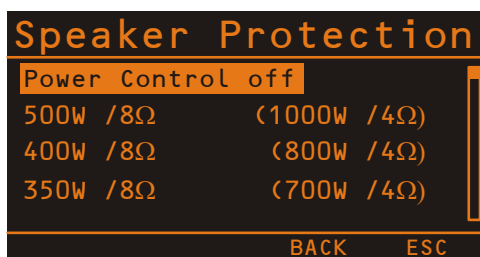 Speaker Protection
Power Control off
500W /8Ω (1000W /4Ω)
400W /8Ω (800W /4Ω)
350W /8Ω (700W /4Ω)
BACK ESC